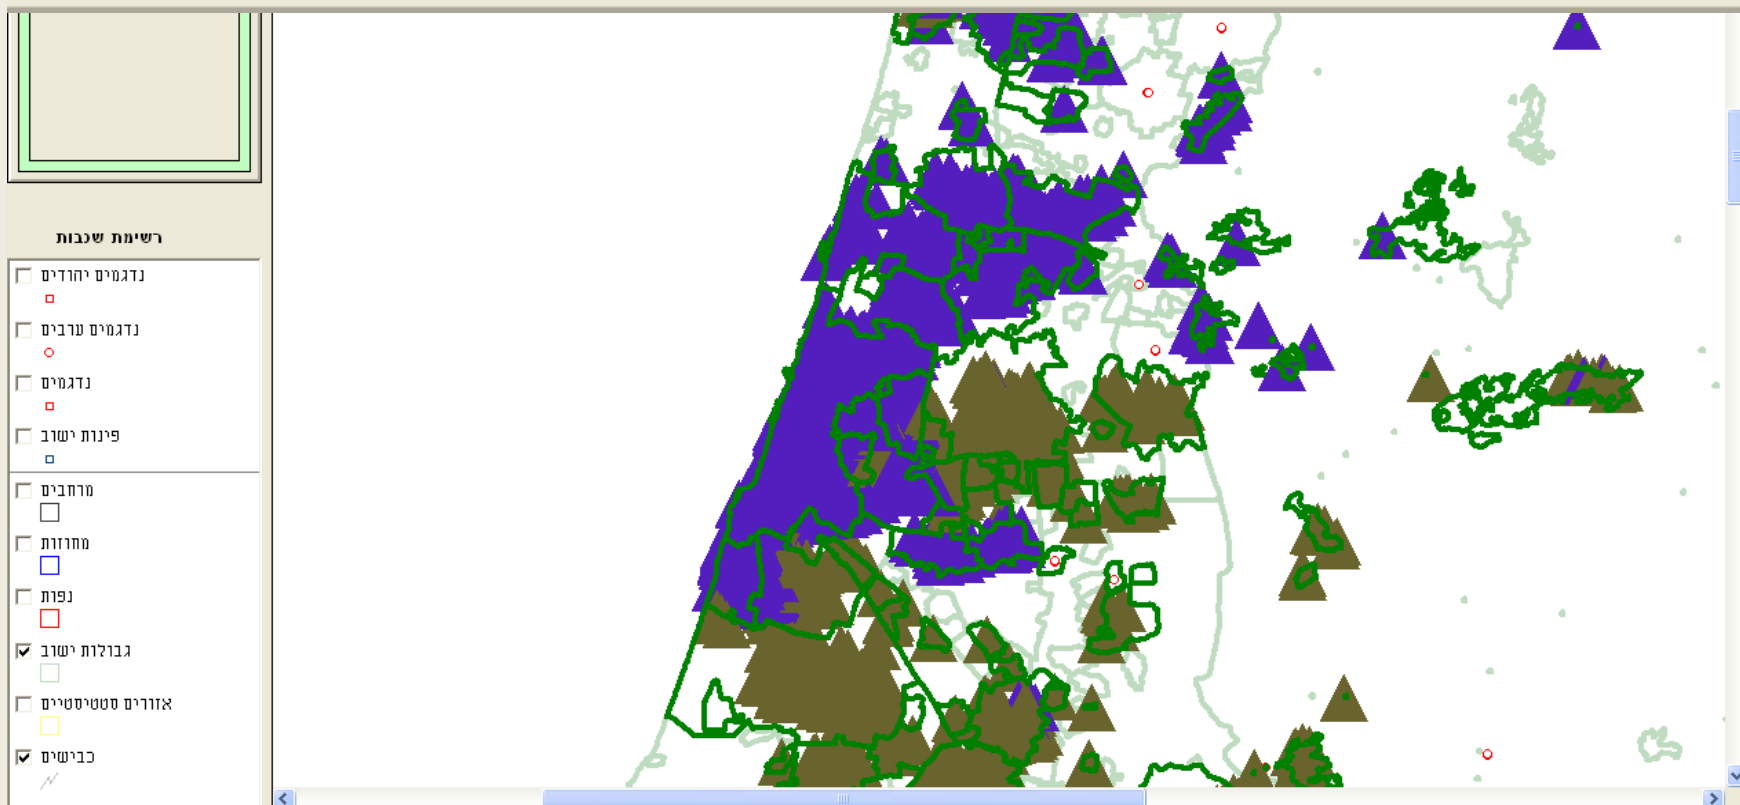 רשימת שכבות
נדגמים יהודים
נדגמים ערבים
נדגמים
פינות ישוב
מרחבים
מחוזות
נפות
גבולות ישוב
אזורים סטטיסטיים
כבישים